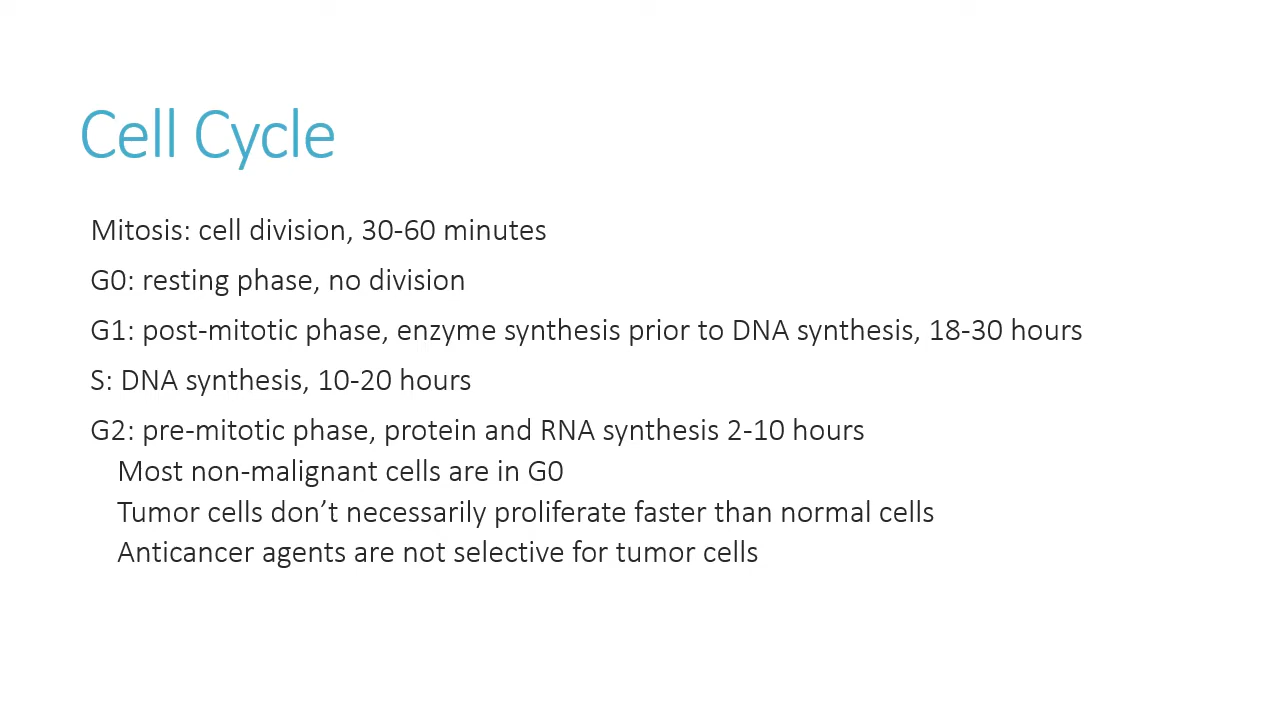 Cell Cycle
Mitosis: cell division, 30-60 minutes
G0: resting phase, no division
G1: post-mitotic phase, enzyme synthesis prior to DNA synthesis, 18-30 hours
S: DNA synthesis, 10-20 hours
G2: pre-mitotic phase, protein and RNA synthesis 2-10 hours
Most non-malignant cells are in G0
Tumor cells don’t necessarily proliferate faster than normal cells
Anticancer agents are not selective for tumor cells